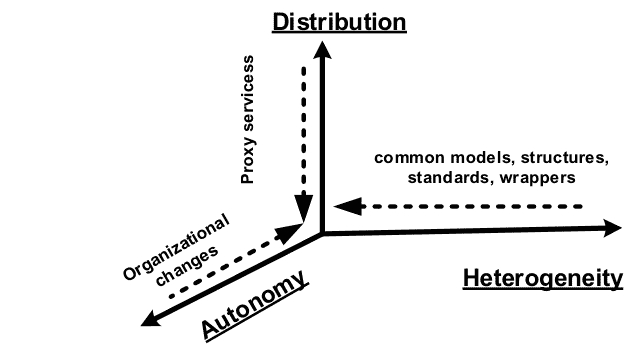 Distribution
Proxy servicess
common models, structures,
standards, wrappers
Organizational
changes
Autonomy
Heterogeneity